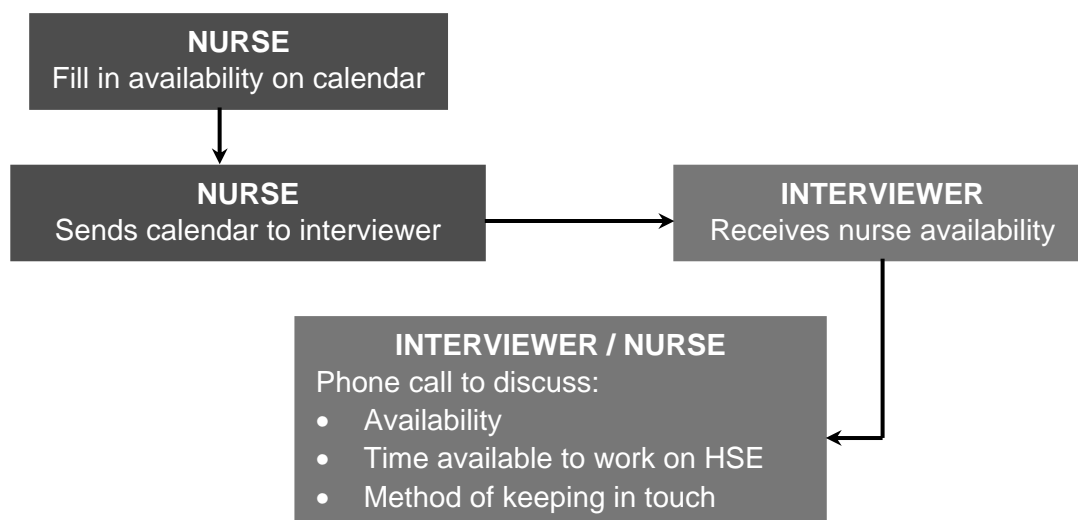 NURSE
Fill in availability on calendar
NURSE
Sends calendar to interviewer
INTERVIEWER
Receives nurse availability
INTERVIEWER / NURSE
Phone call to discuss:
• Availability
• Time available to work on HSE
• Method of keeping in touch